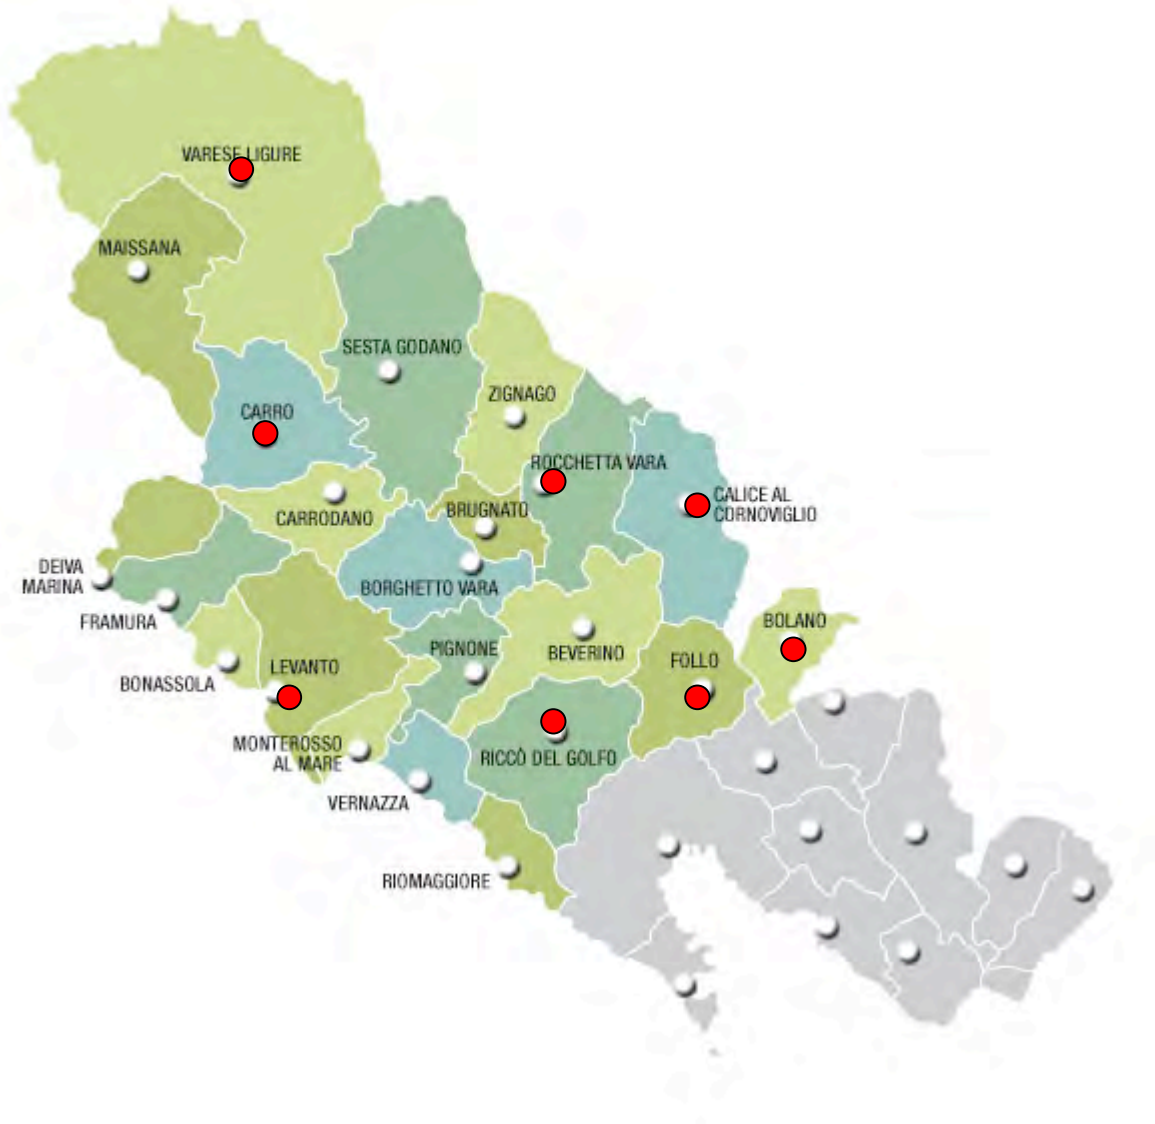 VARESE LIGURE
MAISSANA
SESTA GODANO
ZIGNAGO
CARRO
ROCCHETTA VARA
CALICE AL
CORNOVIGLIO
BRUGNATO
CARRODANO
DEIVA
MARINA
BORGHETTO VARA
FRAMURA
BOLANO
PIGNONE
BEVERINO
FOLLO
LEVANTO
BONASSOLA
MONTEROSSO
AL MARE
RICCÒ DEL GOLFO
VERNAZZA
RIOMAGGIORE